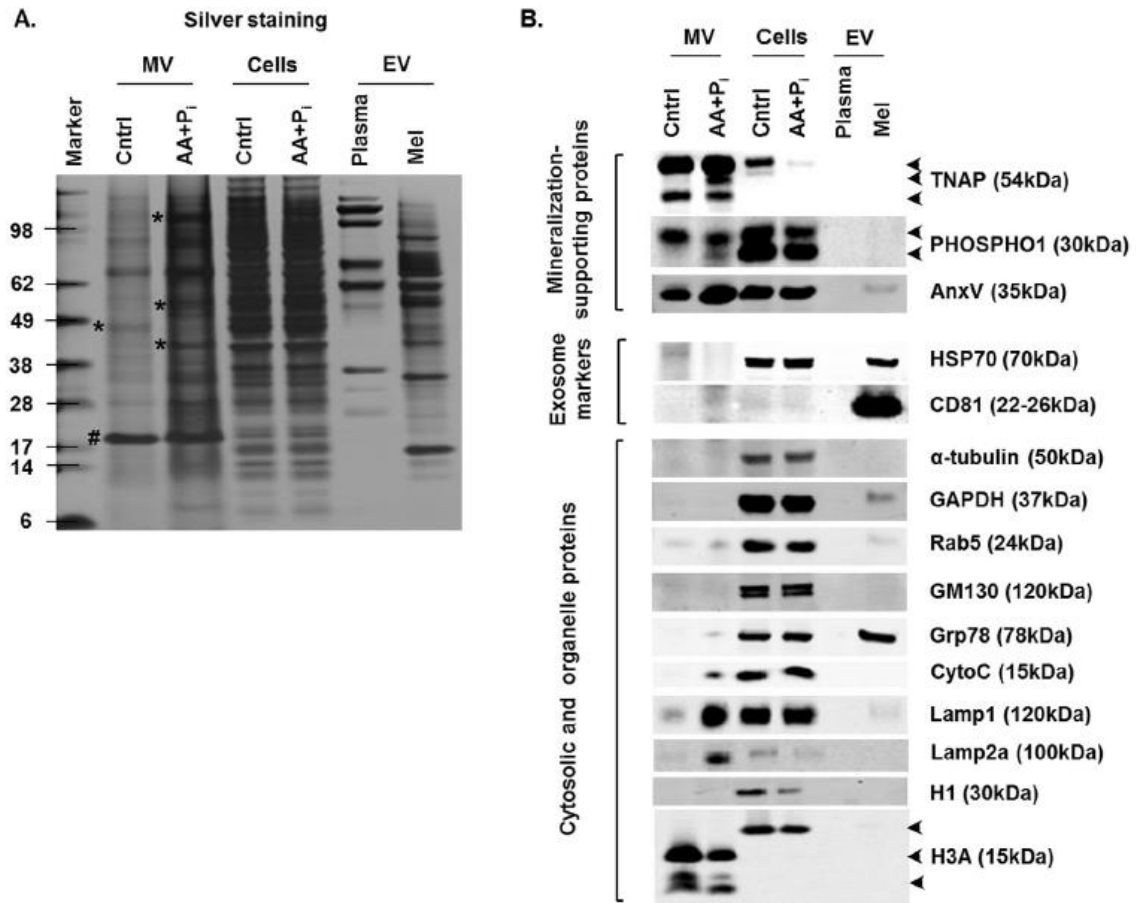 A.
Silver staining
MV Cells EV
Marker Cntrl AA+Pi Cntrl AA+Pi Plasma Mel
98
62
49
38
28
17
14
6
*
*
*
*
#
B.
MV Cells EV
Cntrl AA+Pi Cntrl AA+Pi Plasma Mel
Mineralization-
supporting proteins
TNAP (54kDa)
PHOSPHO1 (30kDa)
AnxV (35kDa)
Exosome
markers
HSP70 (70kDa)
CD81 (22-26kDa)
Cytosolic and organelle proteins
α-tubulin (50kDa)
GAPDH (37kDa)
Rab5 (24kDa)
GM130 (120kDa)
Grp78 (78kDa)
CytoC (15kDa)
Lamp1 (120kDa)
Lamp2a (100kDa)
H1 (30kDa)
H3A (15kDa)